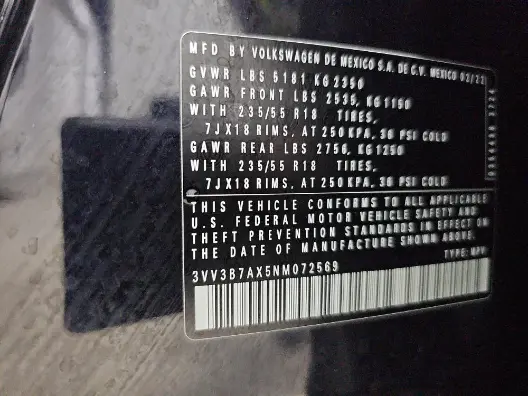 MFD BY VOLKSWAGEN DE MEXICO S.A. DE C.V. MEXICO 02/22
GVWR LBS 5181 KG 2350
GAWR FRONT LBS 2535, KG 1150
WITH 235/55 R18 TIRES,
7JX18 RIMS, AT 250 KPA, 36 PSI COLD
GAWR REAR LBS 2756, KG 1250
WITH 235/55 R18 TIRES,
7JX18 RIMS, AT 250 KPA, 36 PSI COLD
THIS VEHICLE CONFORMS TO ALL APPLICABLE
U.S. FEDERAL MOTOR VEHICLE SAFETY AND
THEFT PREVENTION STANDARDS IN EFFECT ON
THE DATE OF MANUFACTURE SHOWN ABOVE.
TYPE: MPV
3VV3B7AX5NM072569